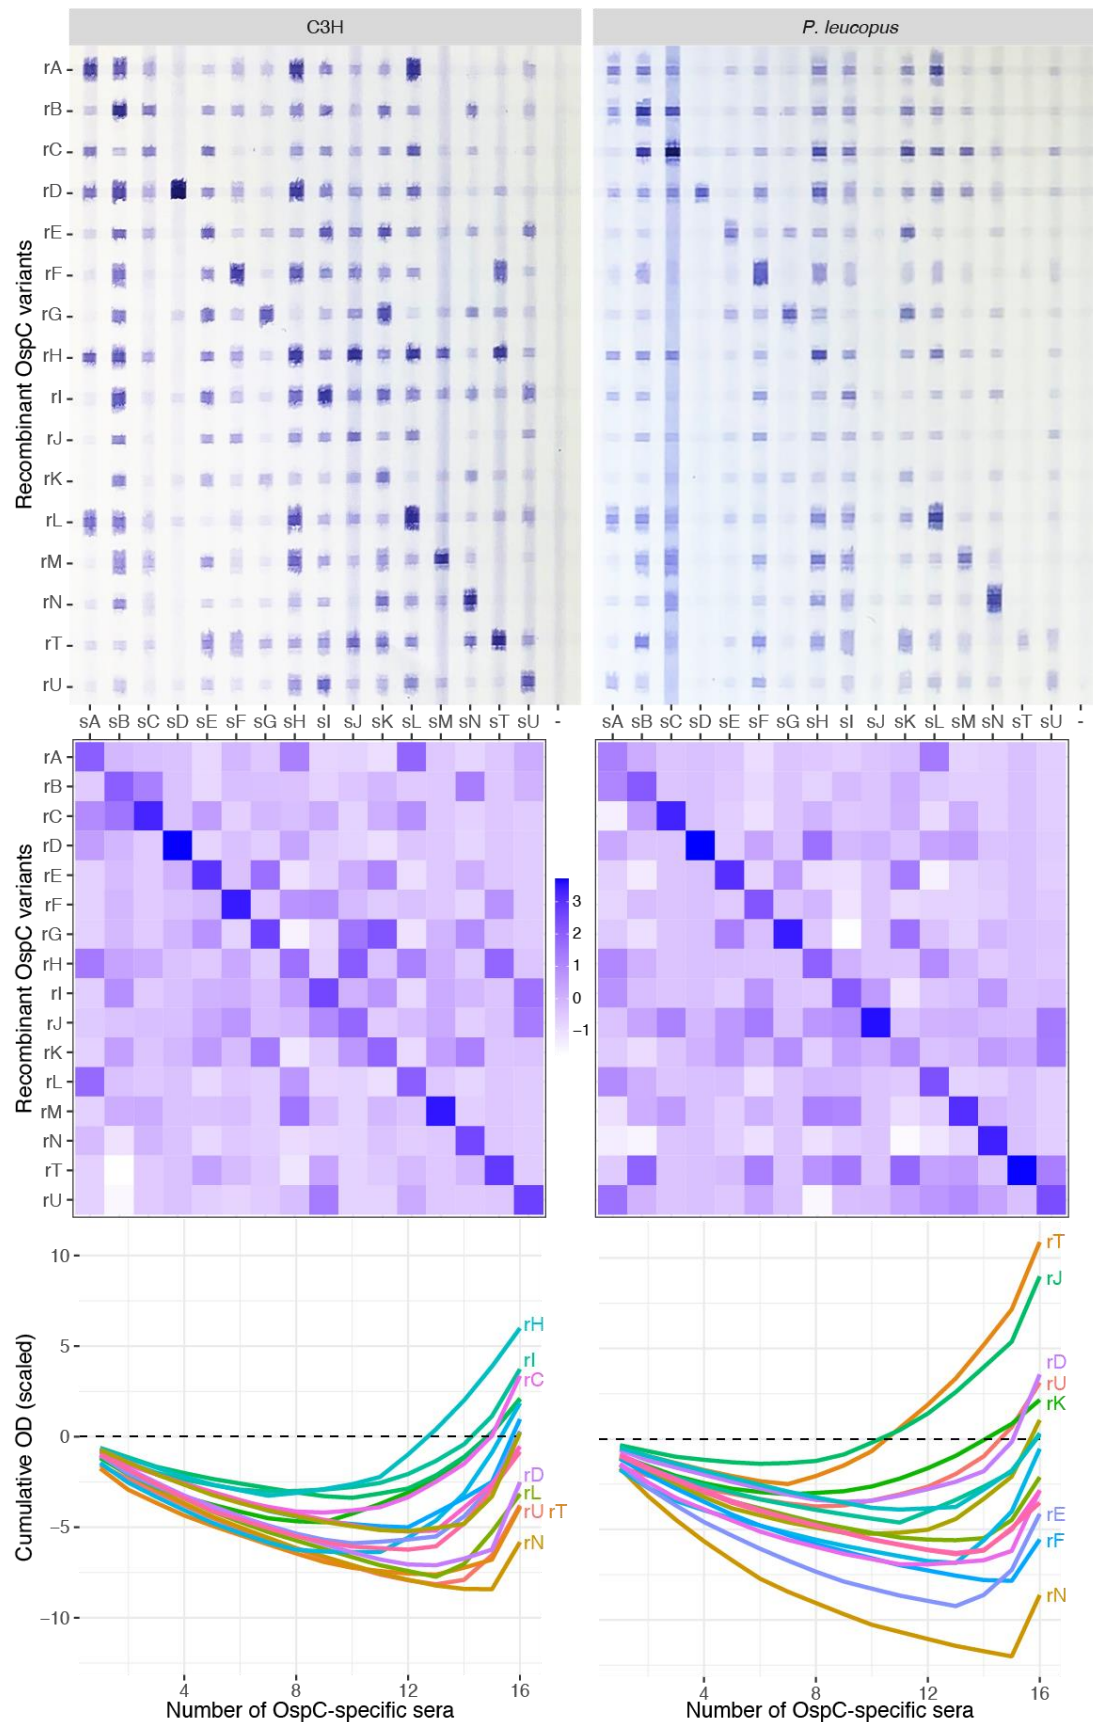 C3H
P. leucopus
Recombinant OspC variants
rA
rB
rC
rD
rE
rF
rG
rH
rI
rJ
rK
rL
rM
rN
rT
rU
sA sB sC sD sE sF sG sH sI sJ sK sL sM sN sT sU -
sA sB sC sD sE sF sG sH sI sJ sK sL sM sN sT sU -
Recombinant OspC variants
rA
rB
rC
rD
rE
rF
rG
rH
rI
rJ
rK
rL
rM
rN
rT
rU
3
2
1
0
−1
Cumulative OD (scaled)
10
5
0
−5
−10
rH
rI
rC
rD
rL
rU rT
rN
rT
rJ
rD
rU
rK
rE
rF
rN
4 8 12 16
4 8 12 16
Number of OspC-specific sera
Number of OspC-specific sera